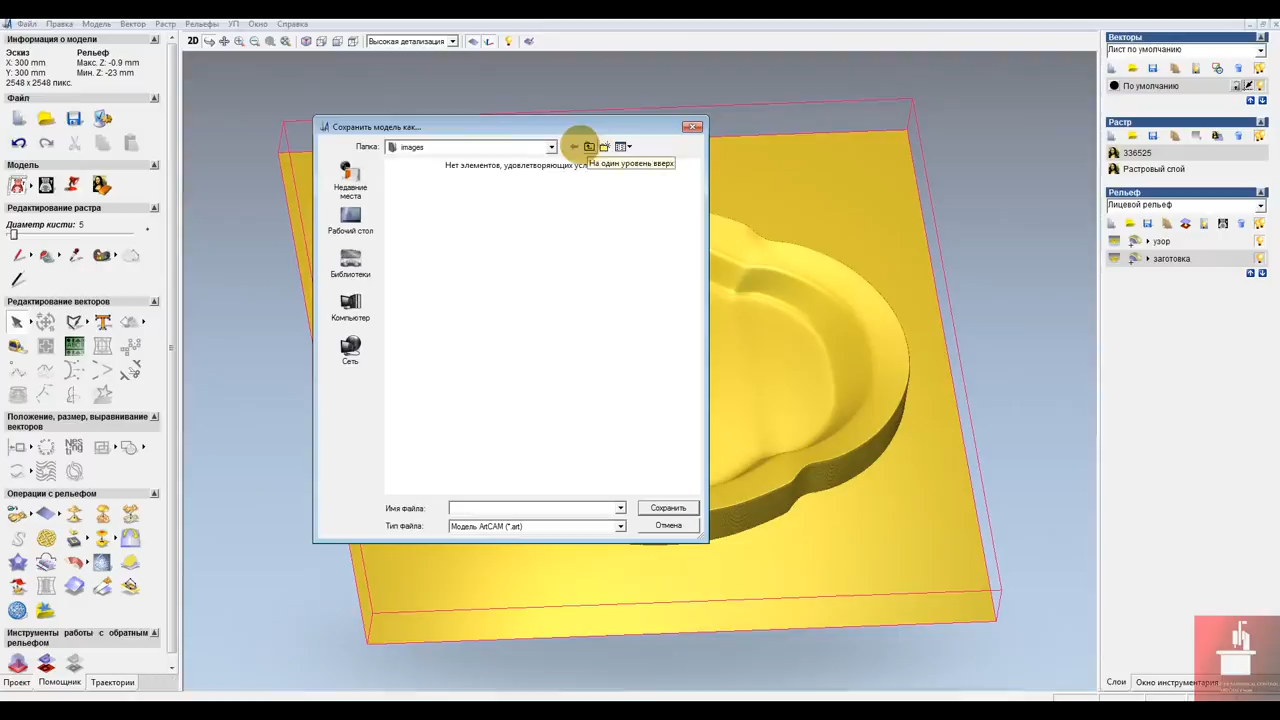 Файл Правка Модель Вектор Растр Рельефы УП Окно Справка
Информация о модели
Эскиз Рельеф
X: 300 mm Макс. Z: -0.9 mm
Y: 300 mm Мин. Z: -23 mm
2548 x 2548 пикс.
Файл
Модель
Редактирование растра
Диаметр кисти: 5
Редактирование векторов
Положение, размер, выравнивание
векторов
Операции с рельефом
Инструменты работы с обратным
рельефом
Проект Помощник Траектории
2D Высокая детализация
Сохранить модель как...
Папка: images
На один уровень вверх
Нет элементов, удовлетворяющих
Недавние
места
Рабочий стол
Библиотеки
Компьютер
Сеть
Имя файла: Сохранить
Тип файла: Модель ArtCAM (*.art) Отмена
Векторы
Лист по умолчанию
По умолчанию
Растр
336525
Растровый слой
Рельеф
Лицевой рельеф
узор
заготовка
Слои Окно инструментария